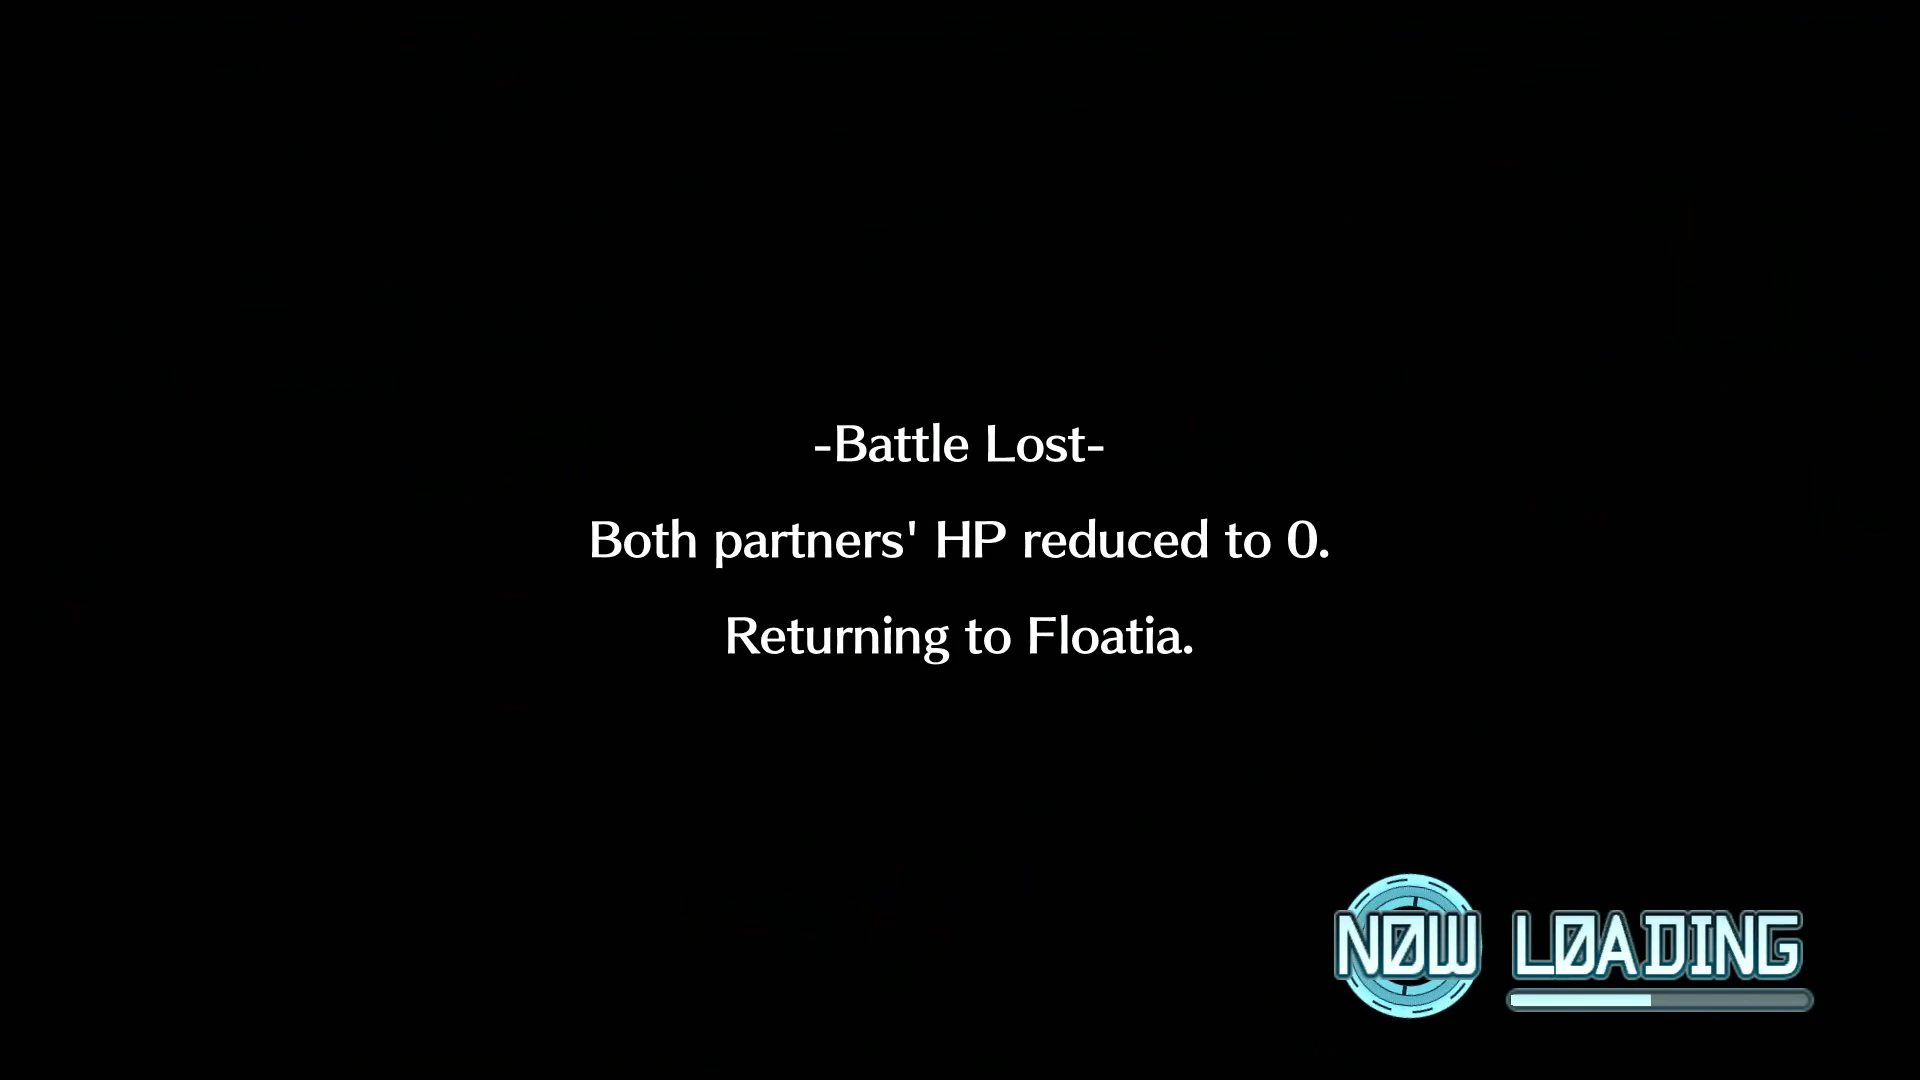 -Battle Lost-
Both partners' HP reduced to 0.
Returning to Floatia.
NØW LØADING